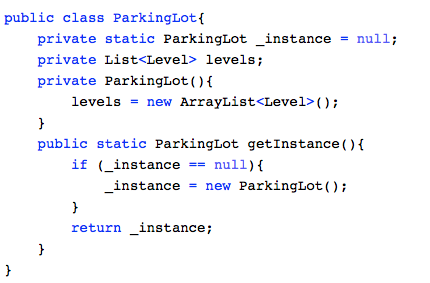 public class ParkingLot{
    private static ParkingLot _instance = null;
    private List<Level> levels;
    private ParkingLot(){
        levels = new ArrayList<Level>();
    }
    public static ParkingLot getInstance(){
        if (_instance == null){
            _instance = new ParkingLot();
        }
        return _instance;
    }
}